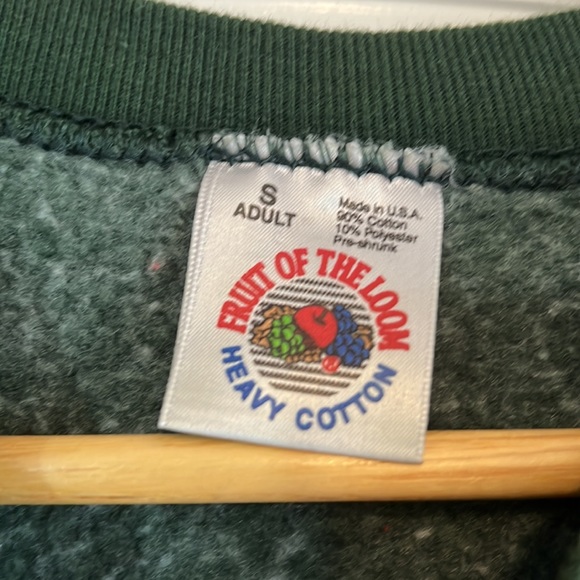 S
ADULT
Made in U.S.A.
90% Cotton
10% Polyester
Pre-shrunk
FRUIT OF THE LOOM
HEAVY COTTON